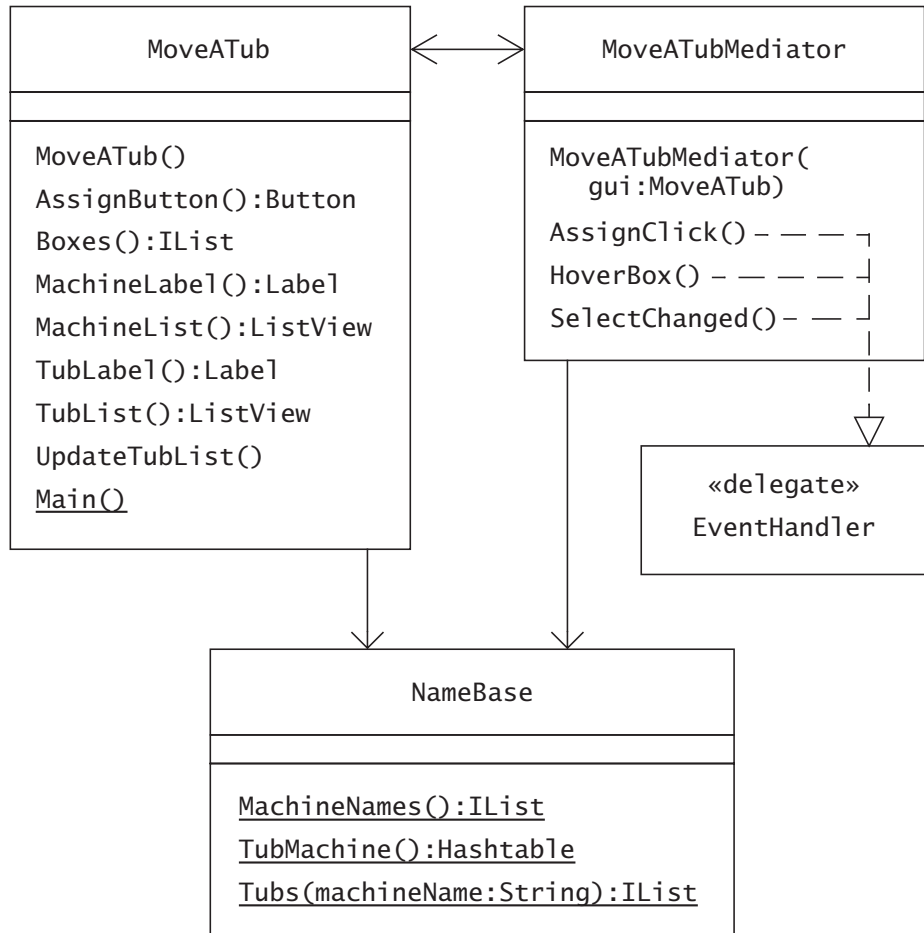 MoveATub
MoveATub()
AssignButton():Button
Boxes():IList
MachineLabel():Label
MachineList():ListView
TubLabel():Label
TubList():ListView
UpdateTubList()
Main()
MoveATubMediator
MoveATubMediator(
gui:MoveATub)
AssignClick()
HoverBox()
SelectChanged()
«delegate»
EventHandler
NameBase
MachineNames():IList
TubMachine():Hashtable
Tubs(machineName:String):IList